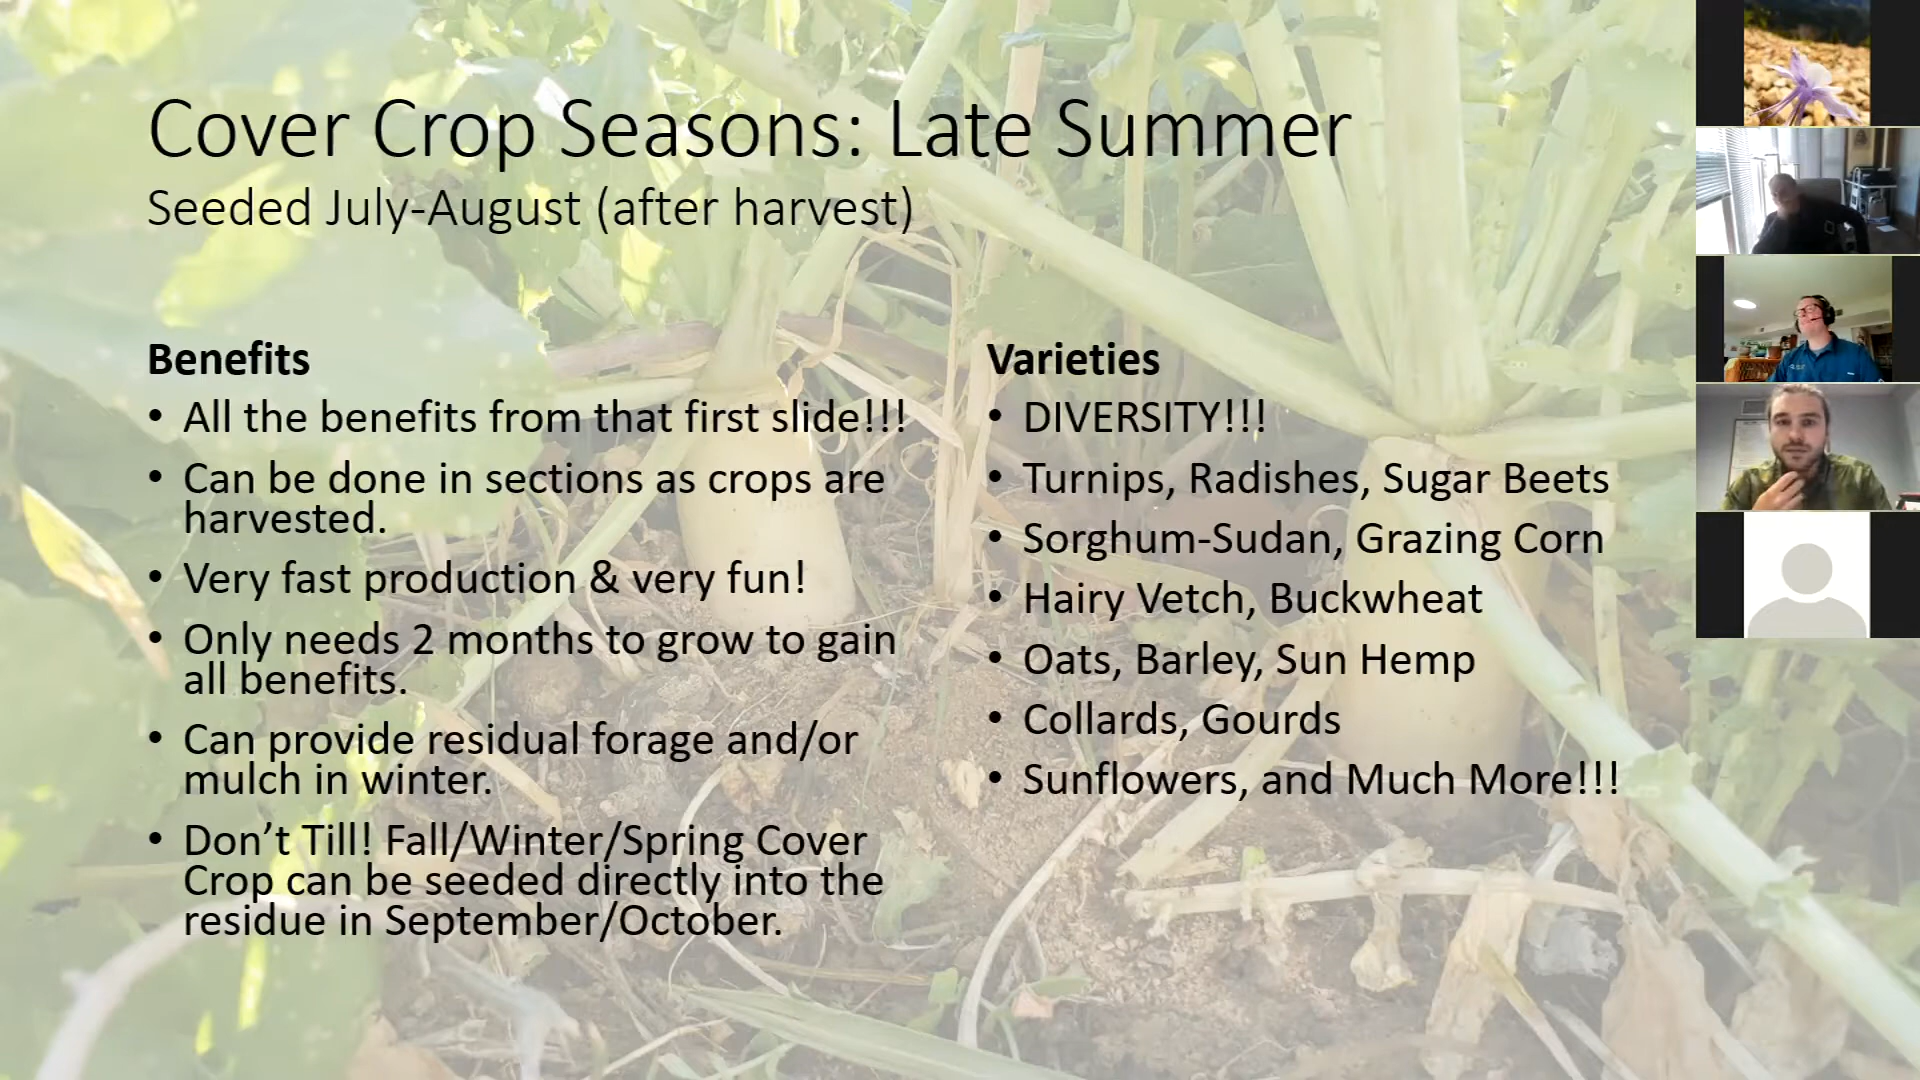 Cover Crop Seasons: Late Summer
Seeded July-August (after harvest)
Benefits
• All the benefits from that first slide!!!
• Can be done in sections as crops are
harvested.
• Very fast production & very fun!
• Only needs 2 months to grow to gain
all benefits.
• Can provide residual forage and/or
mulch in winter.
• Don’t Till! Fall/Winter/Spring Cover
Crop can be seeded directly into the
residue in September/October.
Varieties
• DIVERSITY!!!
• Turnips, Radishes, Sugar Beets
• Sorghum-Sudan, Grazing Corn
• Hairy Vetch, Buckwheat
• Oats, Barley, Sun Hemp
• Collards, Gourds
• Sunflowers, and Much More!!!